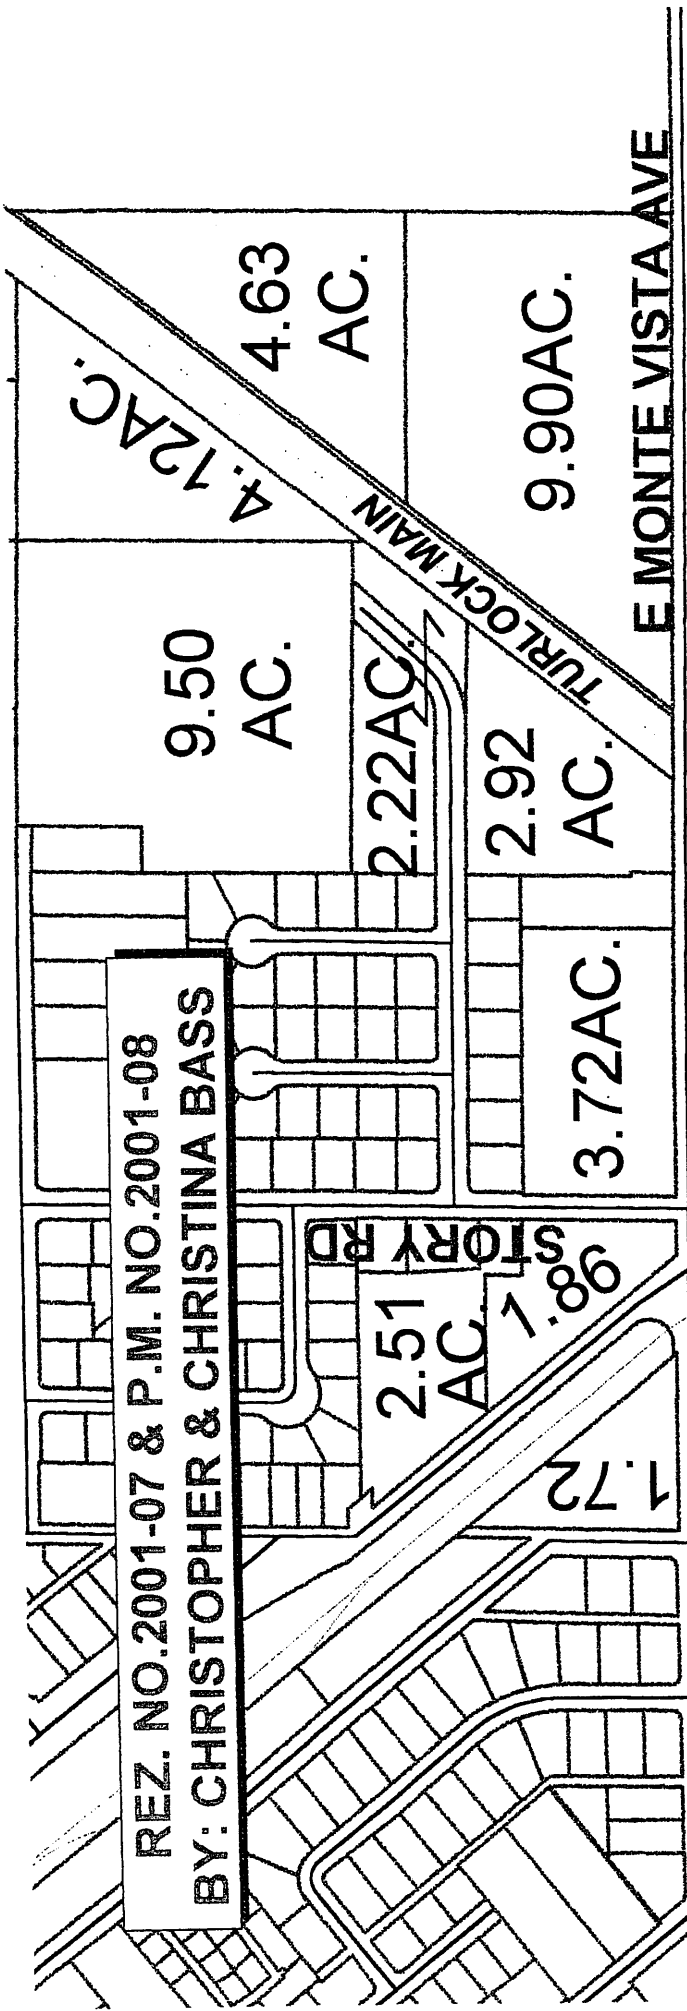 REZ. NO.2001-07 & P.M. NO.2001-08
BY: CHRISTOPHER & CHRISTINA BASS
4.12AC.
4.63
AC.
9.50
AC.
9.90AC.
TURLOCK MAIN
2.22AC.
2.92
AC.
E MONTE VISTA AVE
3.72AC.
STORY RD
2.51
AC.
1.86
1.72